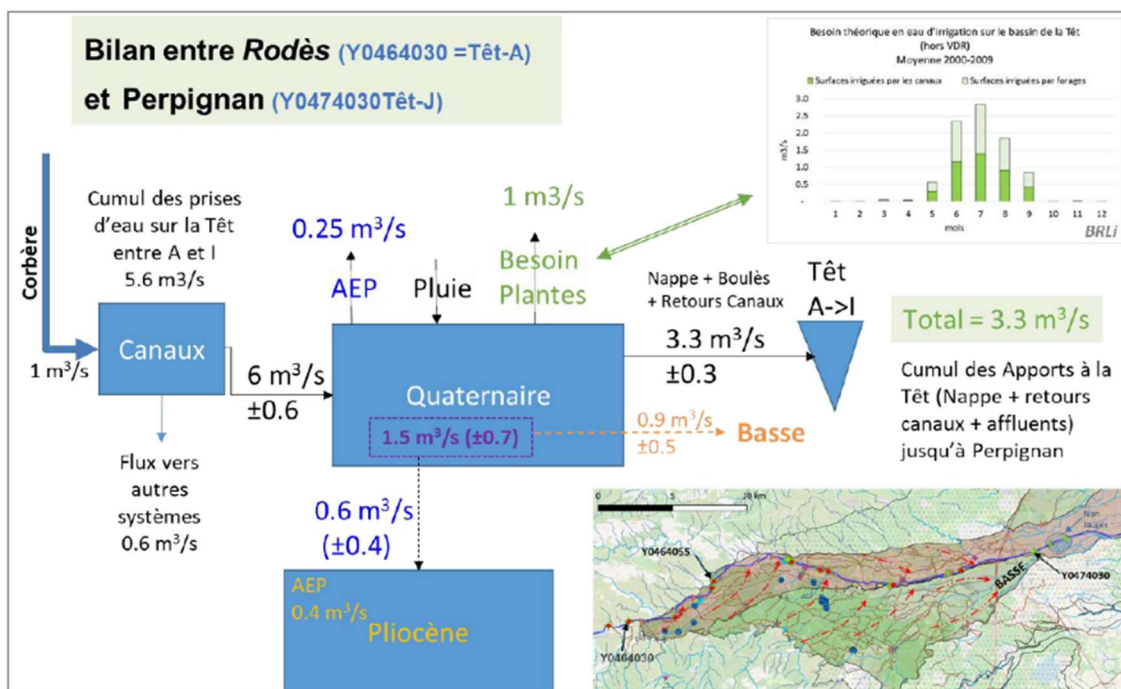 Bilan entre Rodès (Y0464030 =Têt-A)
et Perpignan (Y0474030Têt-J)
Besoin théorique en eau d'irrigation sur le bassin de la Têt
(hors VDR)
Moyenne 2000-2009
Surfaces irriguées par les canaux
Surfaces irriguées par forages
m3/s
3.0
2.5
2.0
1.5
1.0
0.5
-
1 2 3 4 5 6 7 8 9 10 11 12
mois
BRLi
Corbère
1 m³/s
Cumul des prises
d'eau sur la Têt
entre A et I
5.6 m3/s
Canaux
6 m³/s
±0.6
Flux vers
autres
systèmes
0.6 m³/s
0.25 m³/s
AEP
Pluie
1 m3/s
Besoin
Plantes
Quaternaire
1.5 m³/s (±0.7)
Nappe + Boulès
+ Retours Canaux
3.3 m³/s
±0.3
0.9 m³/s
±0.5
Basse
Têt
A->I
Total = 3.3 m³/s
Cumul des Apports à la
Têt (Nappe + retours
canaux + affluents)
jusqu'à Perpignan
0.6 m³/s
(±0.4)
AEP
0.4 m³/s
Pliocène
0 5 10 km
Y0464055
Y0464030
BASSE
Y0474030
Non